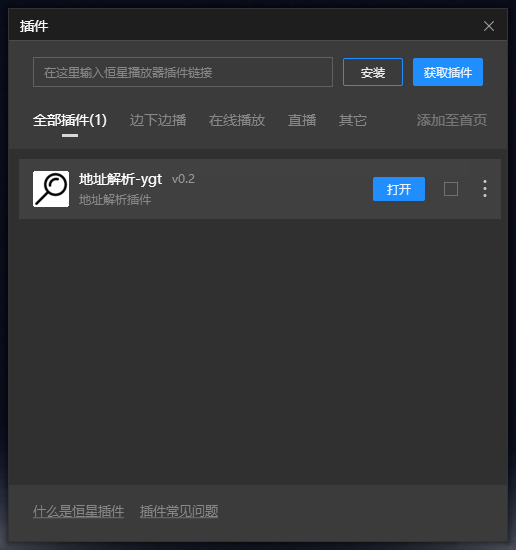 插件
在这里输入恒星播放器插件链接
安装
获取插件
全部插件(1) 边下边播 在线播放 直播 其它 添加至首页
地址解析-ygt v0.2
地址解析插件
打开
什么是恒星插件 插件常见问题